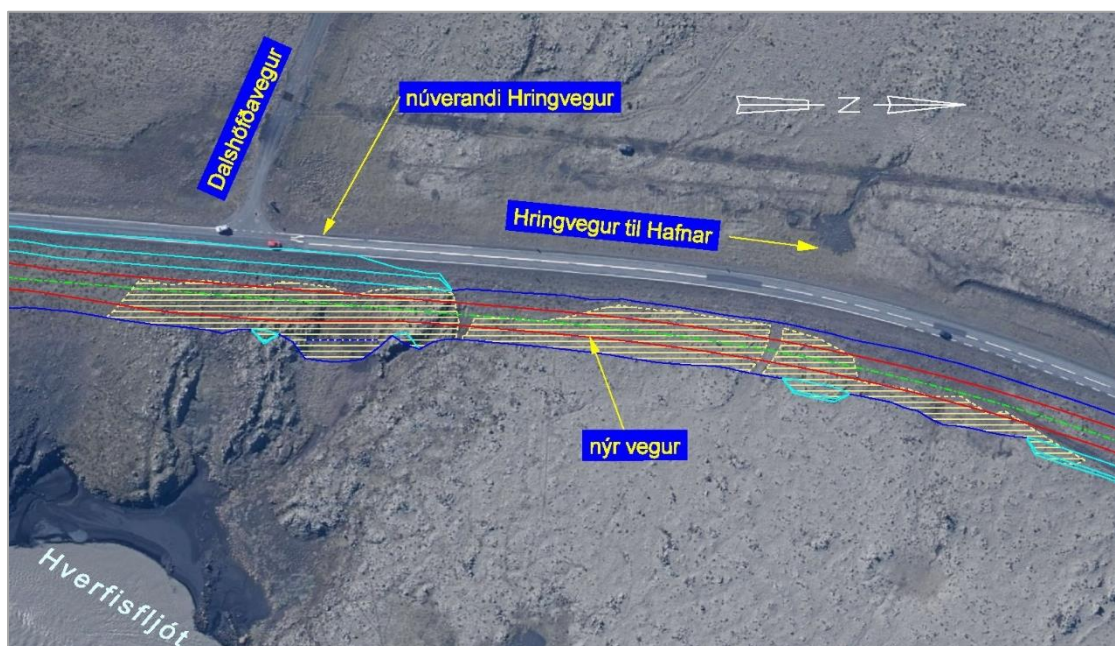 Dalshöfðavegur
núverandi Hringvegur
N
Hringvegur til Hafnar
nýr vegur
Hverfisfljót